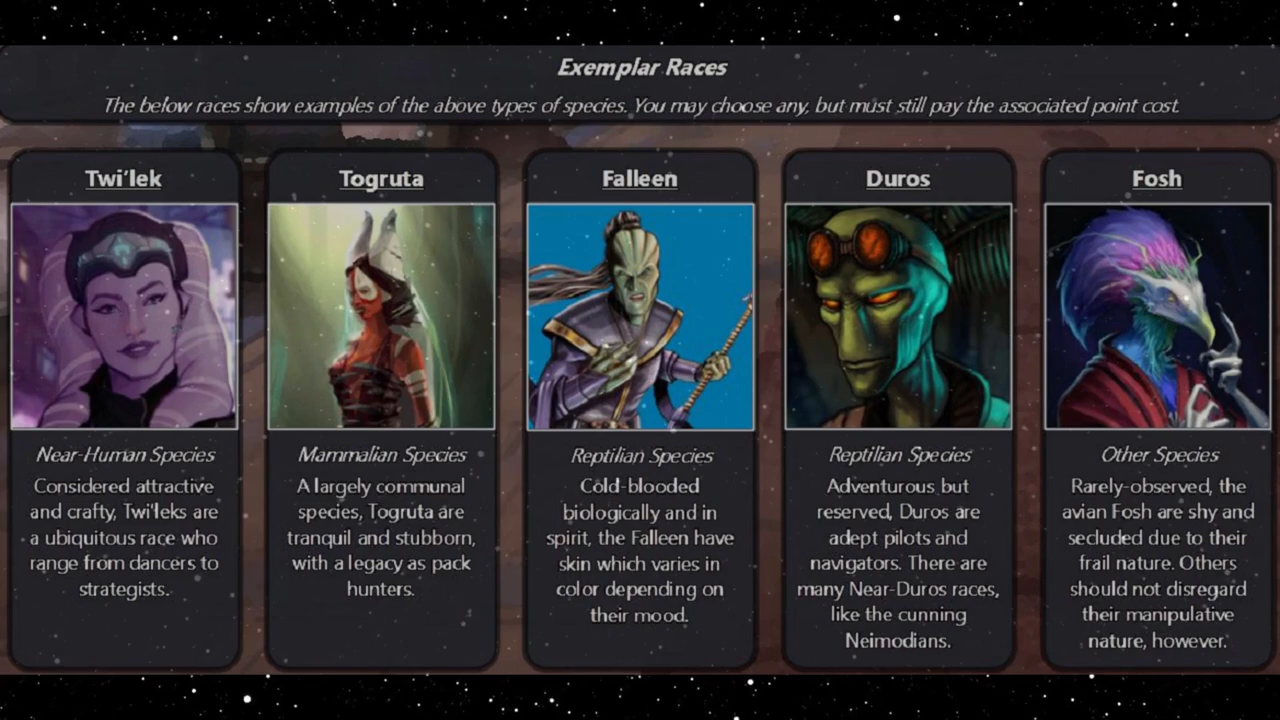 Exemplar Races
The below races show examples of the above types of species. You may choose any, but must still pay the associated point cost.
Twi'lek
Near-Human Species
Considered attractive
and crafty, Twi'leks are
a ubiquitous race who
range from dancers to
strategists.
Togruta
Mammalian Species
A largely communal
species, Togruta are
tranquil and stubborn,
with a legacy as pack
hunters.
Falleen
Reptilian Species
Cold-blooded
biologically and in
spirit, the Falleen have
skin which varies in
color depending on
their mood.
Duros
Reptilian Species
Adventurous but
reserved, Duros are
adept pilots and
navigators. There are
many Near-Duros races,
like the cunning
Neimodians.
Fosh
Other Species
Rarely-observed, the
avian Fosh are shy and
secluded due to their
frail nature. Others
should not disregard
their manipulative
nature, however.